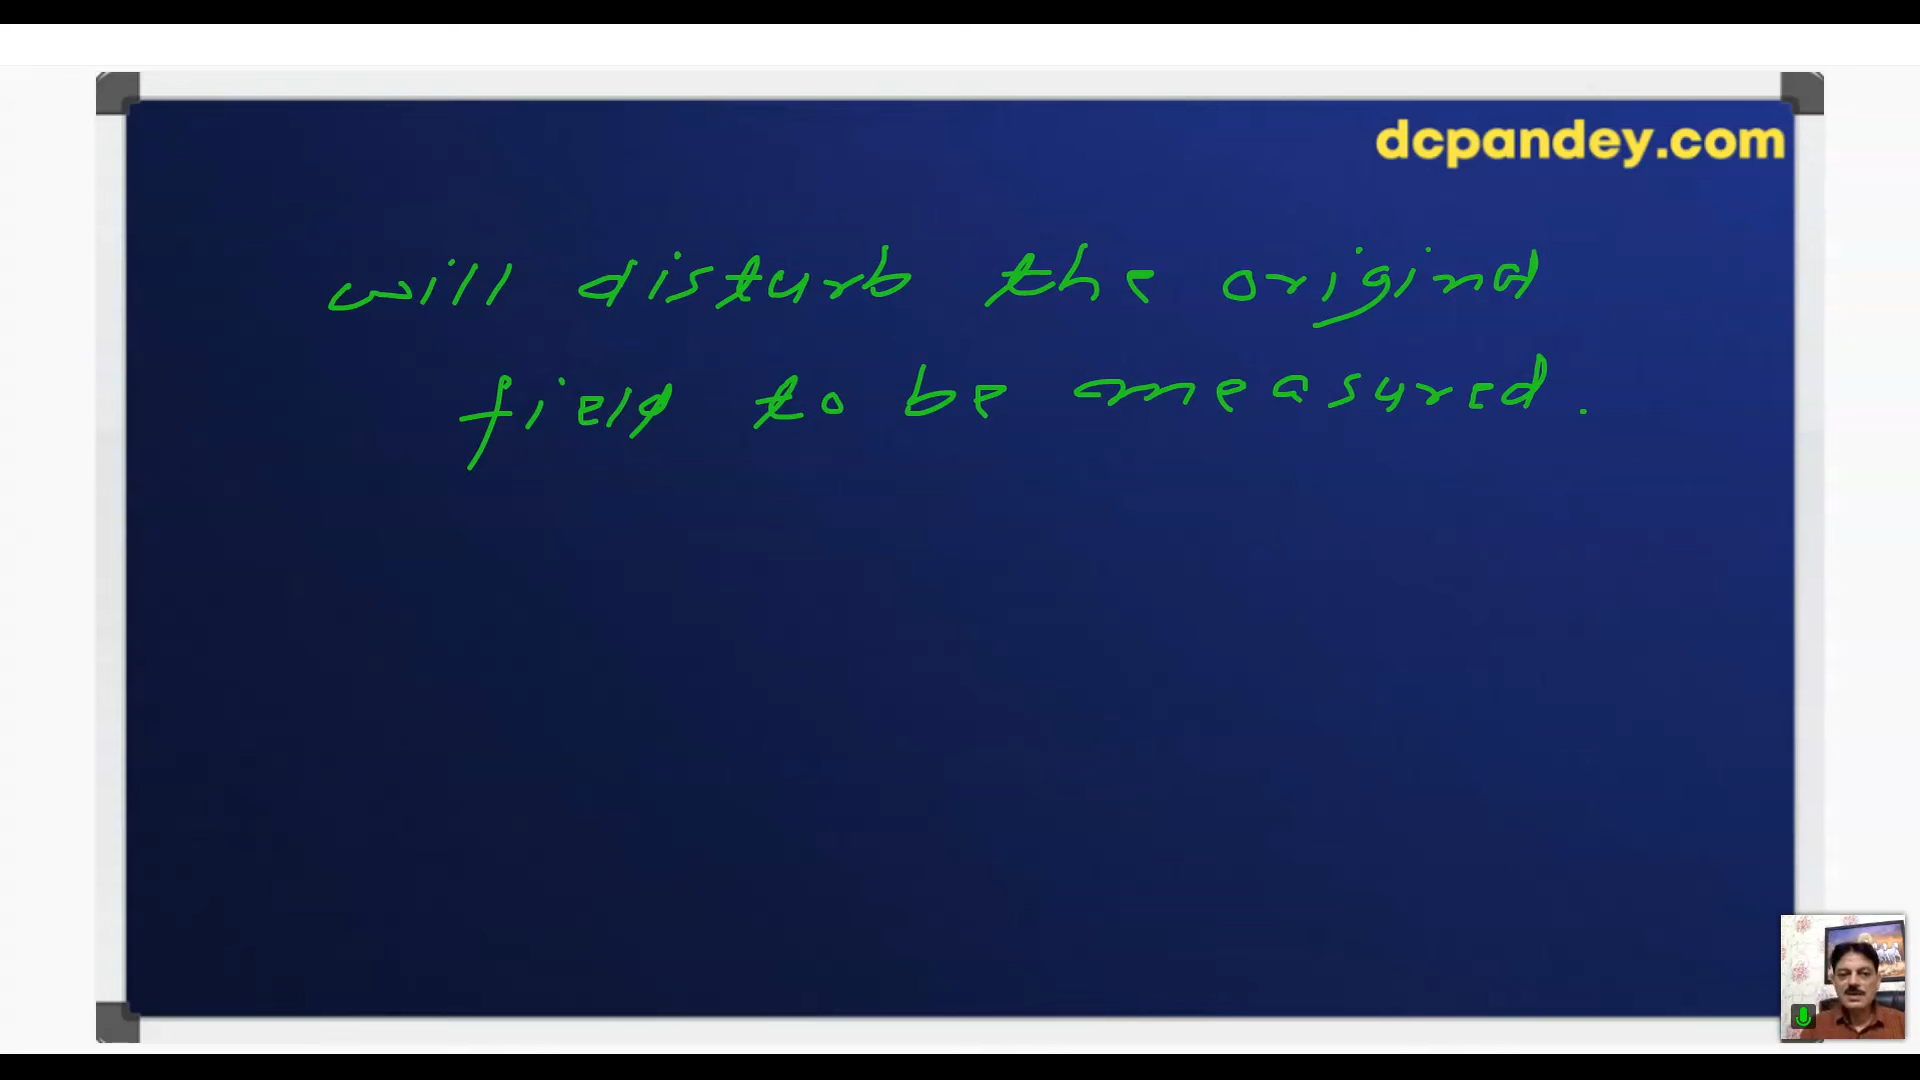 dcpandey.com
will disturb the original
field to be measured.